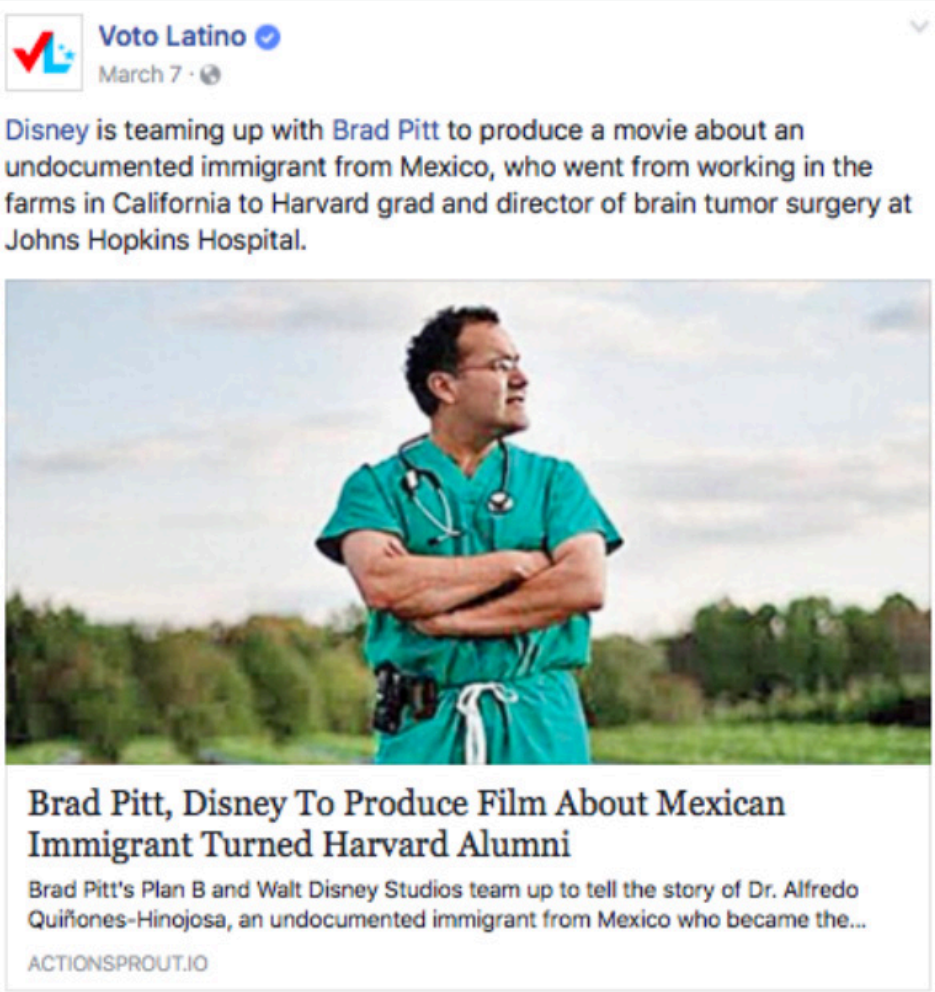 Voto Latino
March 7 ·
Disney is teaming up with Brad Pitt to produce a movie about an
undocumented immigrant from Mexico, who went from working in the
farms in California to Harvard grad and director of brain tumor surgery at
Johns Hopkins Hospital.
Brad Pitt, Disney To Produce Film About Mexican
Immigrant Turned Harvard Alumni
Brad Pitt's Plan B and Walt Disney Studios team up to tell the story of Dr. Alfredo
Quiñones-Hinojosa, an undocumented immigrant from Mexico who became the...
ACTIONSPROUT.IO